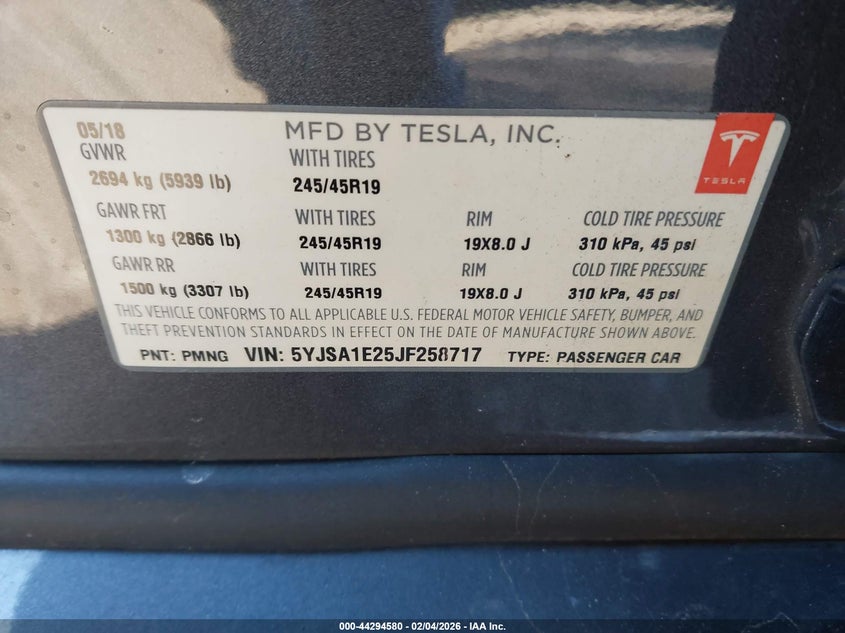 05/18 MFD BY TESLA, INC.
GVWR WITH TIRES
2694 kg (5939 lb) 245/45R19
TESLA
GAWR FRT WITH TIRES RIM COLD TIRE PRESSURE
1300 kg (2866 lb) 245/45R19 19X8.0 J 310 kPa, 45 psi
GAWR RR WITH TIRES RIM COLD TIRE PRESSURE
1500 kg (3307 lb) 245/45R19 19X8.0 J 310 kPa, 45 psi
THIS VEHICLE CONFORMS TO ALL APPLICABLE U.S. FEDERAL MOTOR VEHICLE SAFETY, BUMPER, AND
THEFT PREVENTION STANDARDS IN EFFECT ON THE DATE OF MANUFACTURE SHOWN ABOVE.
PNT: PMNG VIN: 5YJSA1E25JF258717 TYPE: PASSENGER CAR
000-44294580 - 02/04/2026 - IAA Inc.